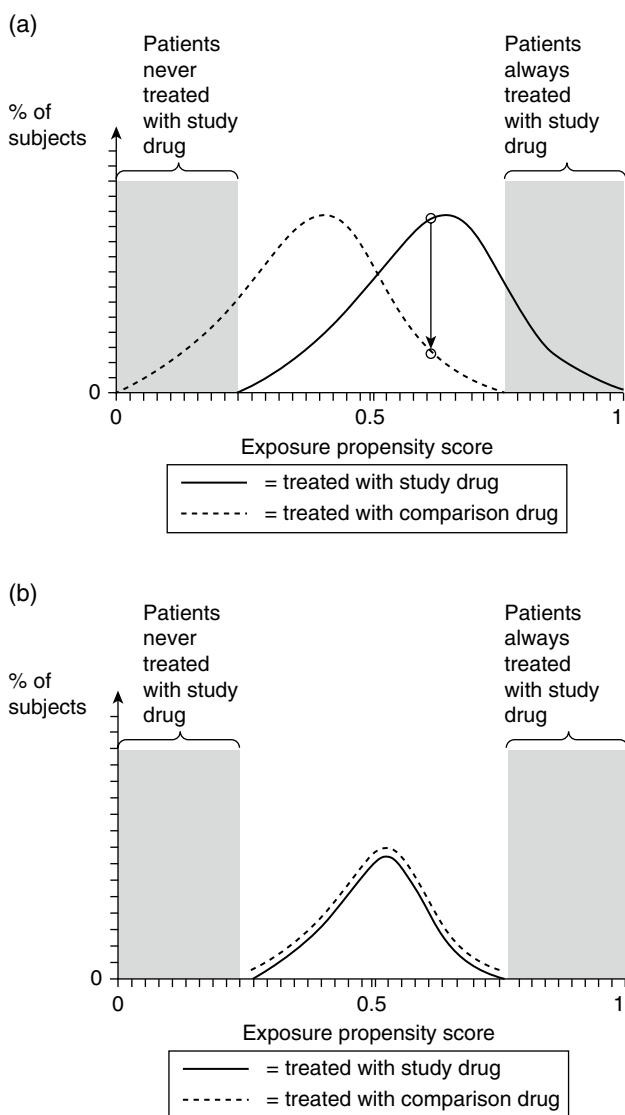 (a)
Patients
never
treated
with study
drug
Patients
always
treated
with study
drug
% of
subjects
0
0 0.5 1
Exposure propensity score
= treated with study drug
= treated with comparison drug
(b)
Patients
never
treated
with study
drug
Patients
always
treated
with study
drug
% of
subjects
0
0 0.5 1
Exposure propensity score
= treated with study drug
= treated with comparison drug